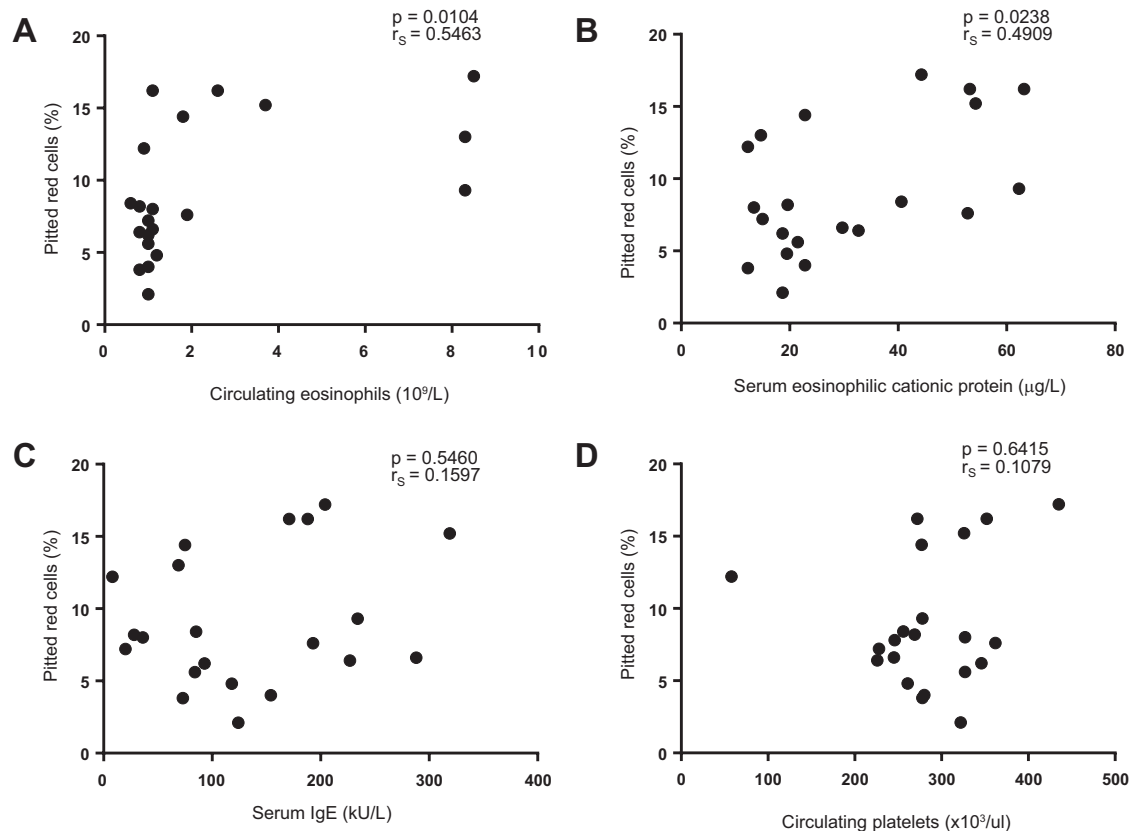 A
p = 0.0104
rS = 0.5463
20
15
10
5
0
Pitted red cells (%)
0 2 4 6 8 10
Circulating eosinophils (10⁹/L)
B
p = 0.0238
rS = 0.4909
20
15
10
5
0
Pitted red cells (%)
0 20 40 60 80
Serum eosinophilic cationic protein (μg/L)
C
p = 0.5460
rS = 0.1597
20
15
10
5
0
Pitted red cells (%)
0 100 200 300 400
Serum IgE (kU/L)
D
p = 0.6415
rS = 0.1079
20
15
10
5
0
Pitted red cells (%)
0 100 200 300 500
Circulating platelets (x10³/ul)